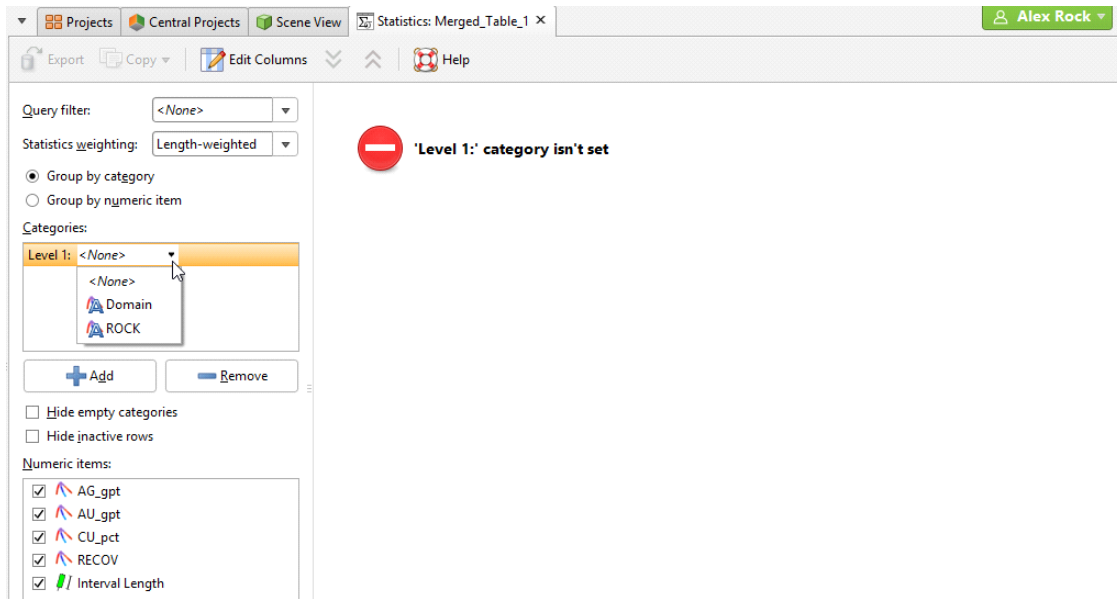 Projects Central Projects Scene View Statistics: Merged_Table_1 Alex Rock
Export Copy Edit Columns Help
Query filter: <None>
Statistics weighting: Length-weighted
'Level 1:' category isn't set
Group by category
Group by numeric item
Categories:
Level 1: <None>
<None>
Domain
ROCK
Add Remove
Hide empty categories
Hide inactive rows
Numeric items:
AG_gpt
AU_gpt
CU_pct
RECOV
Interval Length